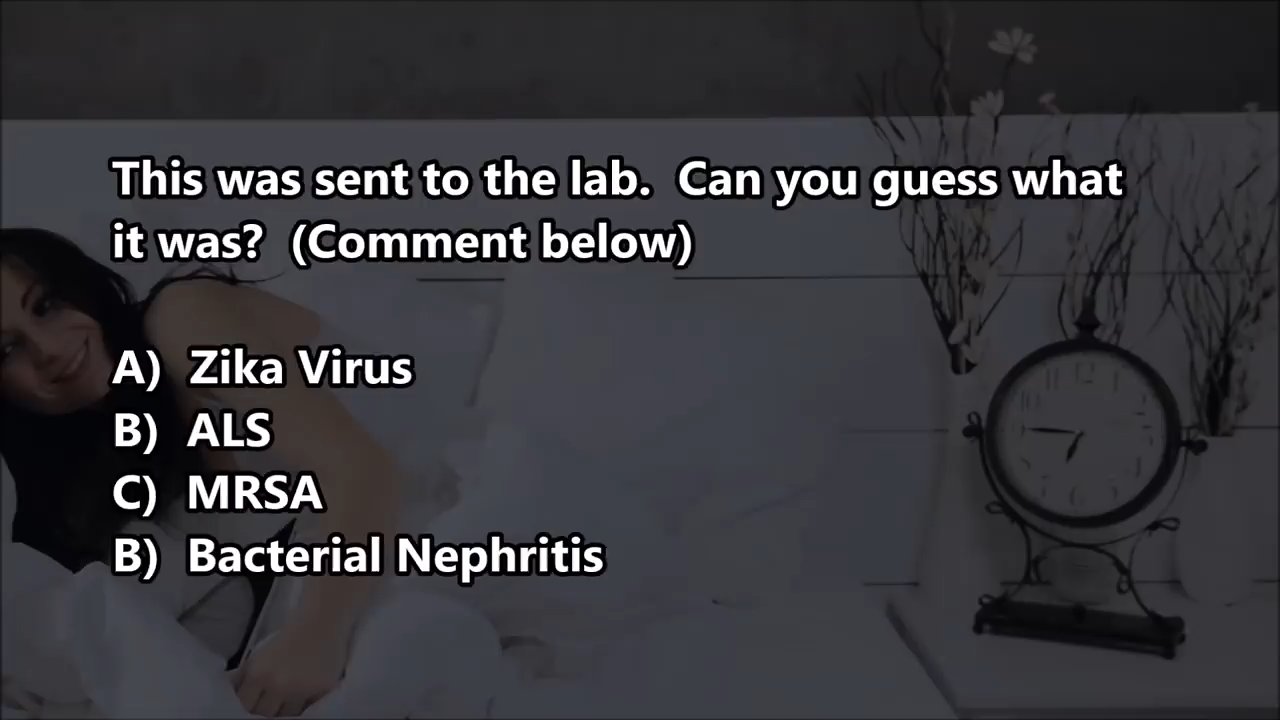 This was sent to the lab.  Can you guess what
it was?  (Comment below)
A)  Zika Virus
B)  ALS
C)  MRSA
B)  Bacterial Nephritis